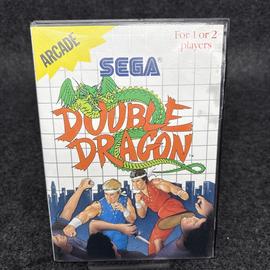 ARCADE
For 1 or 2
players
SEGA
DOUBLE
DRAGON